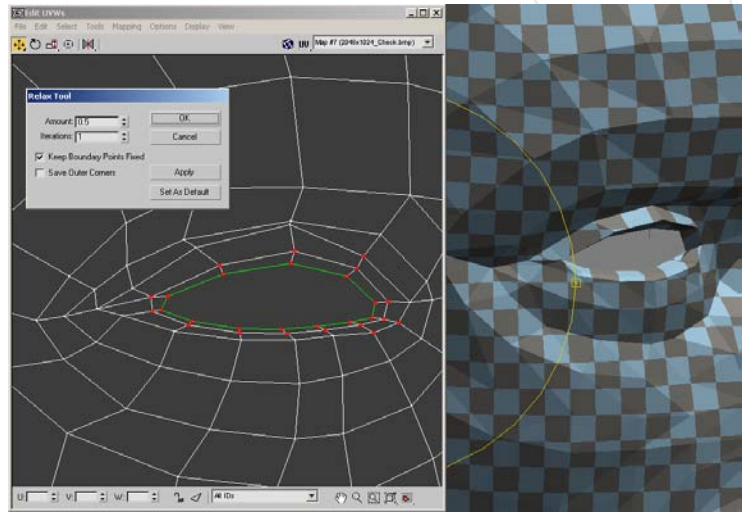 Edit UVWs
File Edit Select Tools Mapping Options Display View
UV Map #7 (2048x1024_Check.bmp)
Relax Tool
Amount: 0.5 OK
Iterations: 1 Cancel
Keep Boundary Points Fixed
Save Outer Corners Apply
Set As Default
U: V: W: All IDs